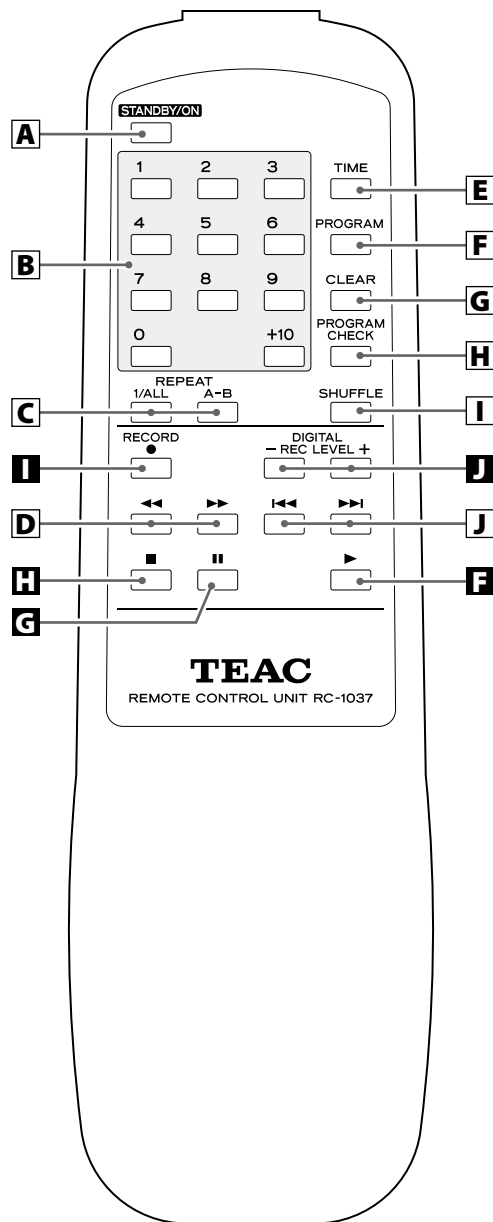 STANDBY/ON
A
1 2 3 TIME
E
4 5 6 PROGRAM
F
B
7 8 9 CLEAR
G
0 +10 PROGRAM
CHECK
H
REPEAT
1/ALL A-B SHUFFLE
C
I
RECORD DIGITAL
● − REC LEVEL +
I
J
◀◀ ▶▶ I◀◀ ▶▶I
D
J
■ II ▶
H
F
G
TEAC
REMOTE CONTROL UNIT RC-1037